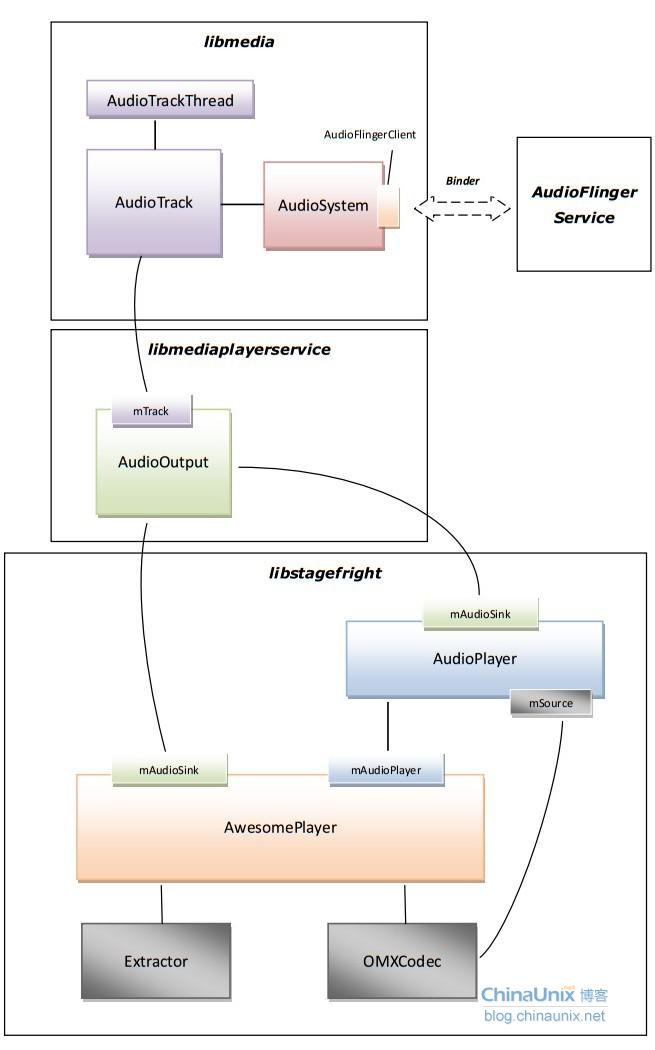 libmedia
AudioTrackThread
AudioFlingerClient
AudioTrack
AudioSystem
Binder
AudioFlinger
Service
libmediaplayerservice
mTrack
AudioOutput
libstagefright
mAudioSink
AudioPlayer
mSource
mAudioSink
mAudioPlayer
AwesomePlayer
Extractor
OMXCodec
ChinaUnix.net 博客
blog.chinaunix.net